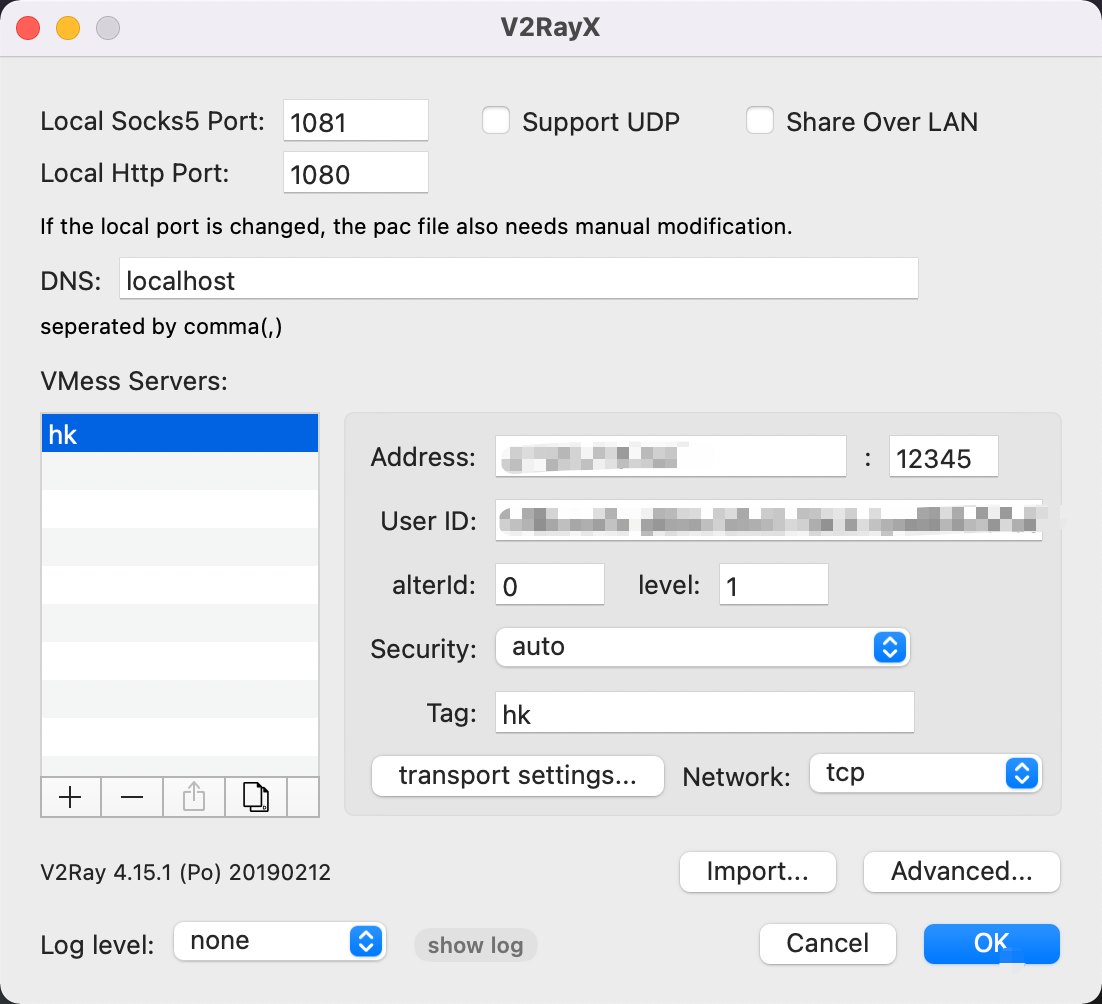 V2RayX
Local Socks5 Port: 1081 Support UDP Share Over LAN
Local Http Port: 1080
If the local port is changed, the pac file also needs manual modification.
DNS: localhost
seperated by comma(,)
VMess Servers:
hk
Address: : 12345
User ID:
alterId: 0 level: 1
Security: auto
Tag: hk
transport settings... Network: tcp
V2Ray 4.15.1 (Po) 20190212 Import... Advanced...
Log level: none show log Cancel OK